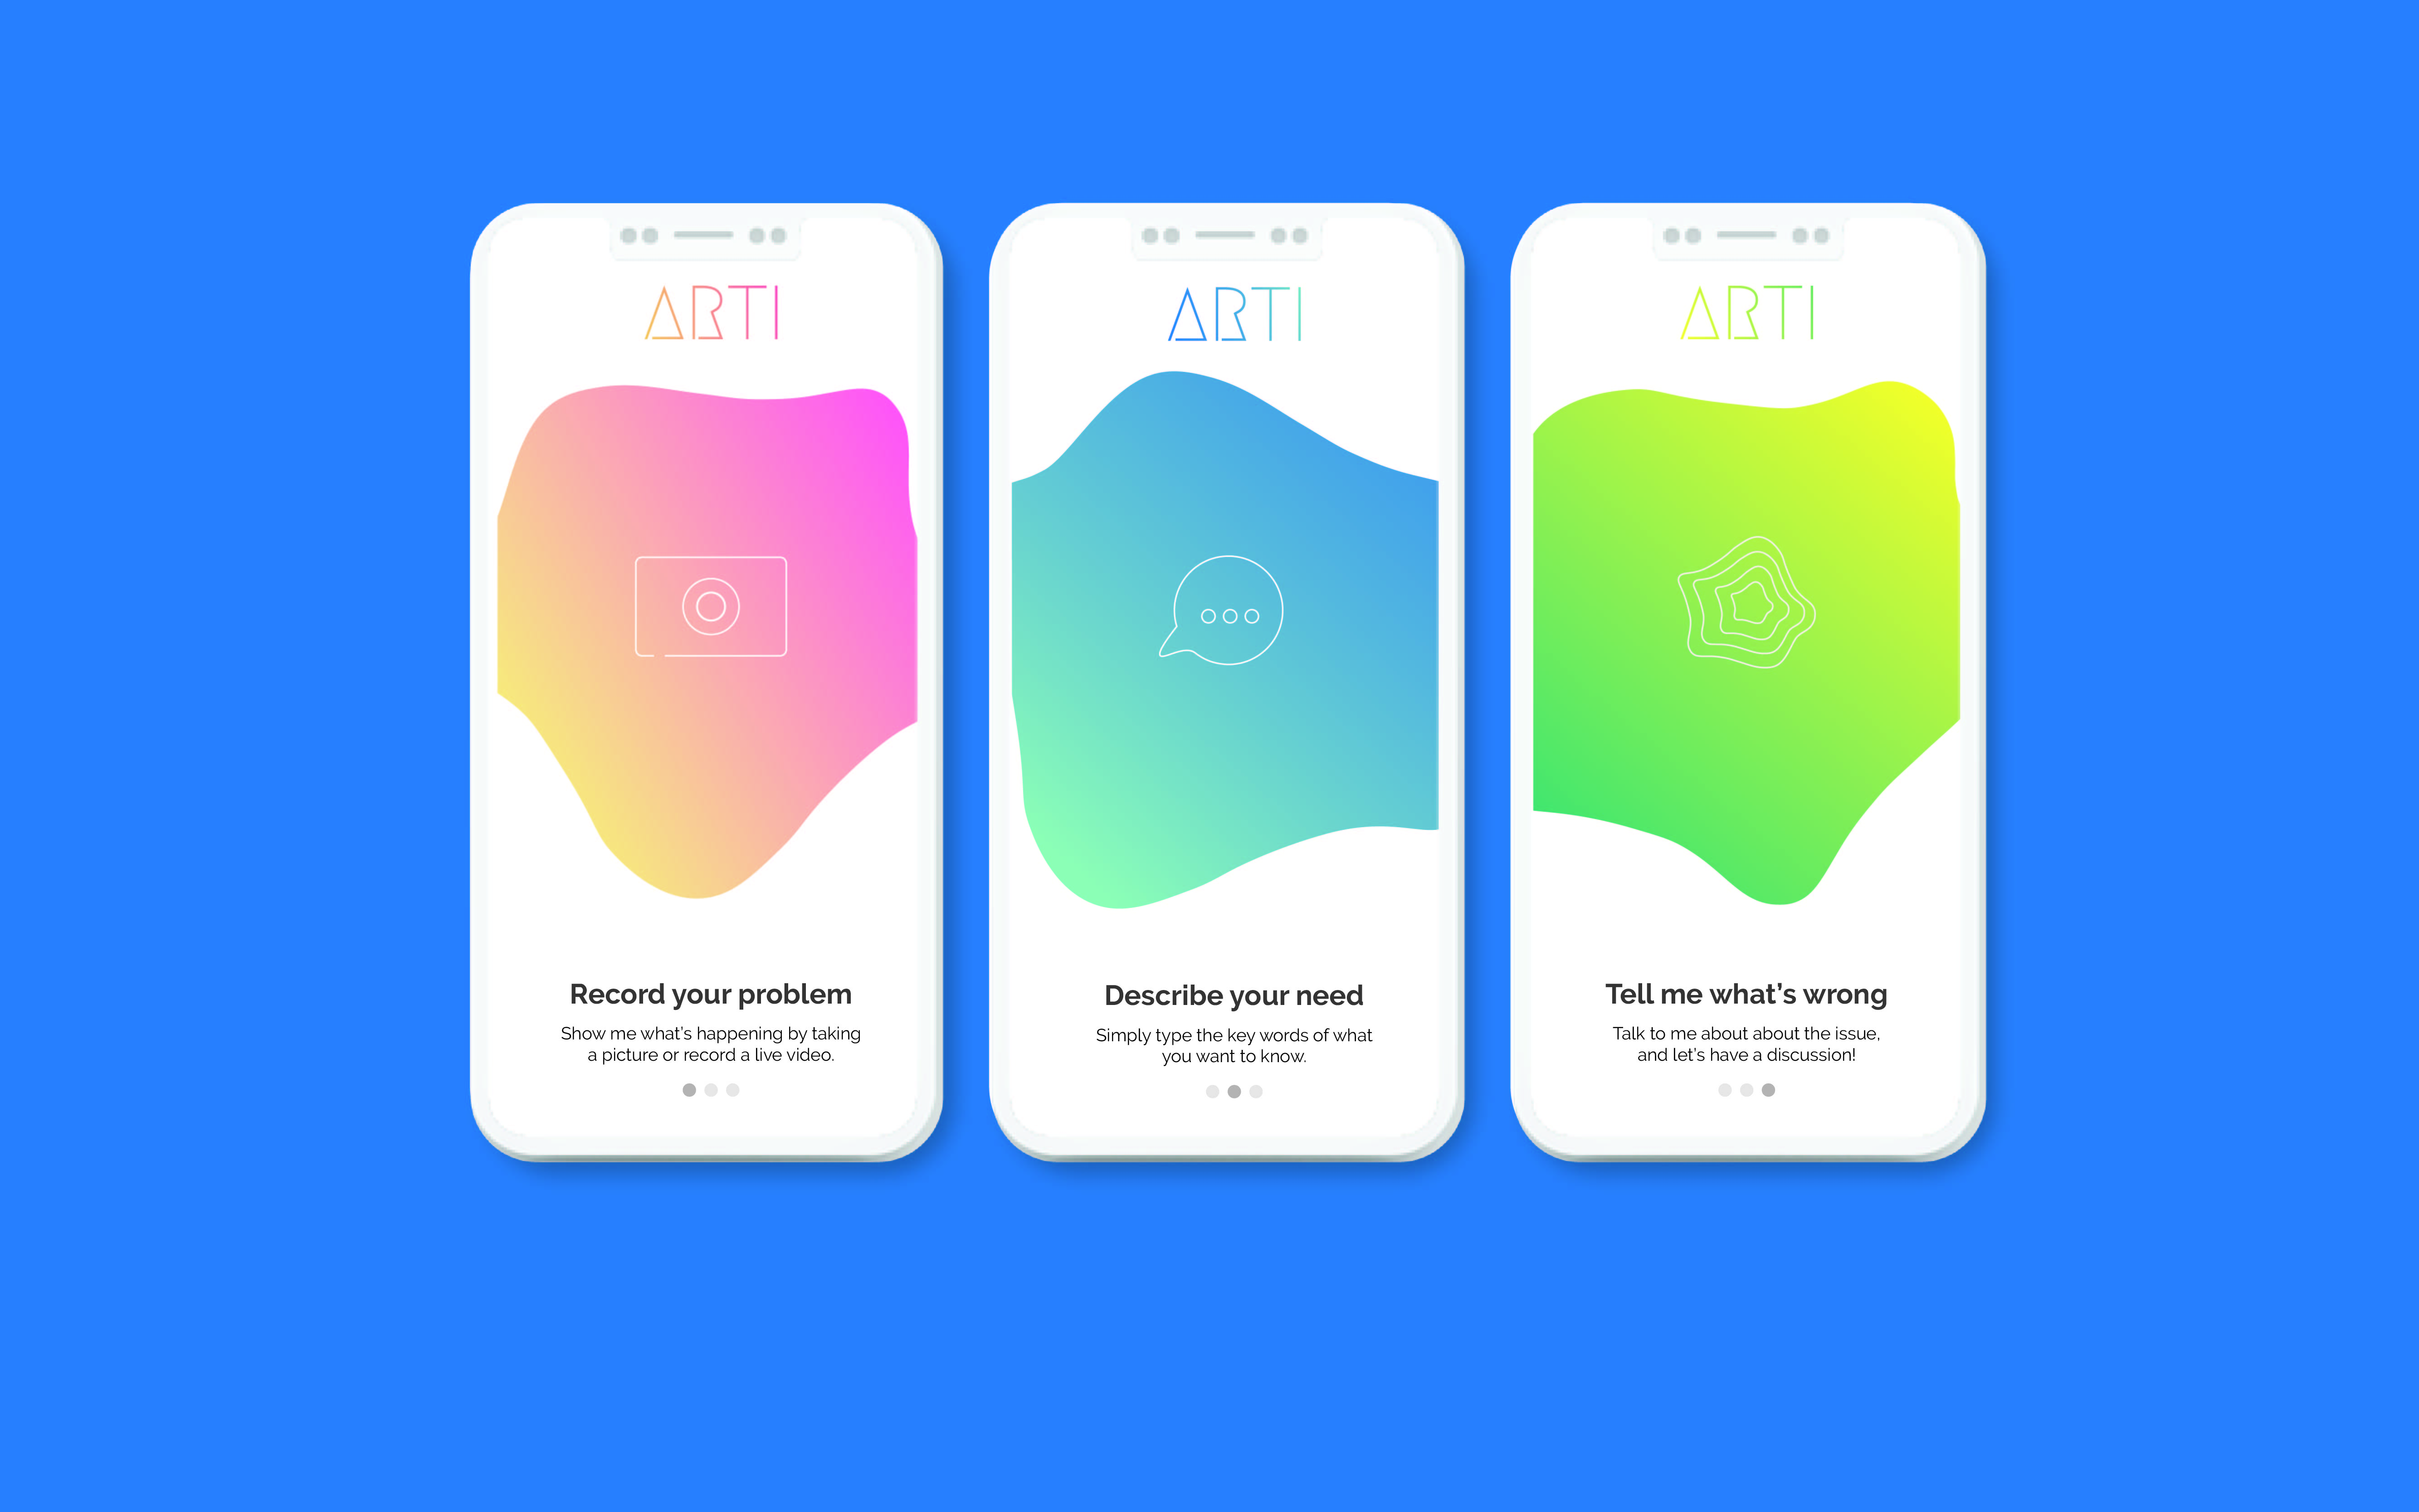 ARTI
Record your problem
Show me what's happening by taking
a picture or record a live video.
ARTI
Describe your need
Simply type the key words of what
you want to know.
ARTI
Tell me what's wrong
Talk to me about about the issue,
and let's have a discussion!